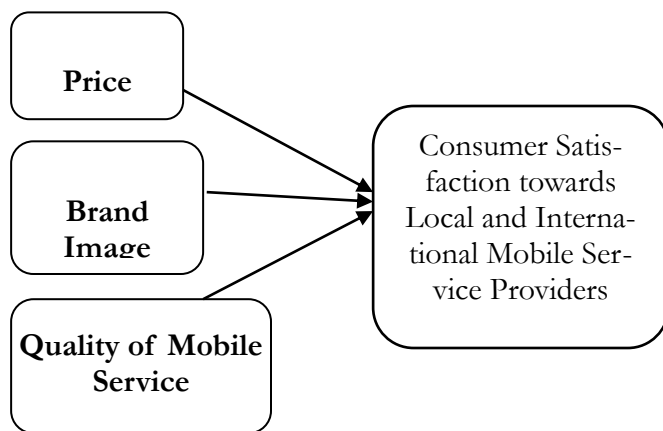 Price
Brand
Image
Quality of Mobile
Service
Consumer Satis-
faction towards
Local and Interna-
tional Mobile Ser-
vice Providers